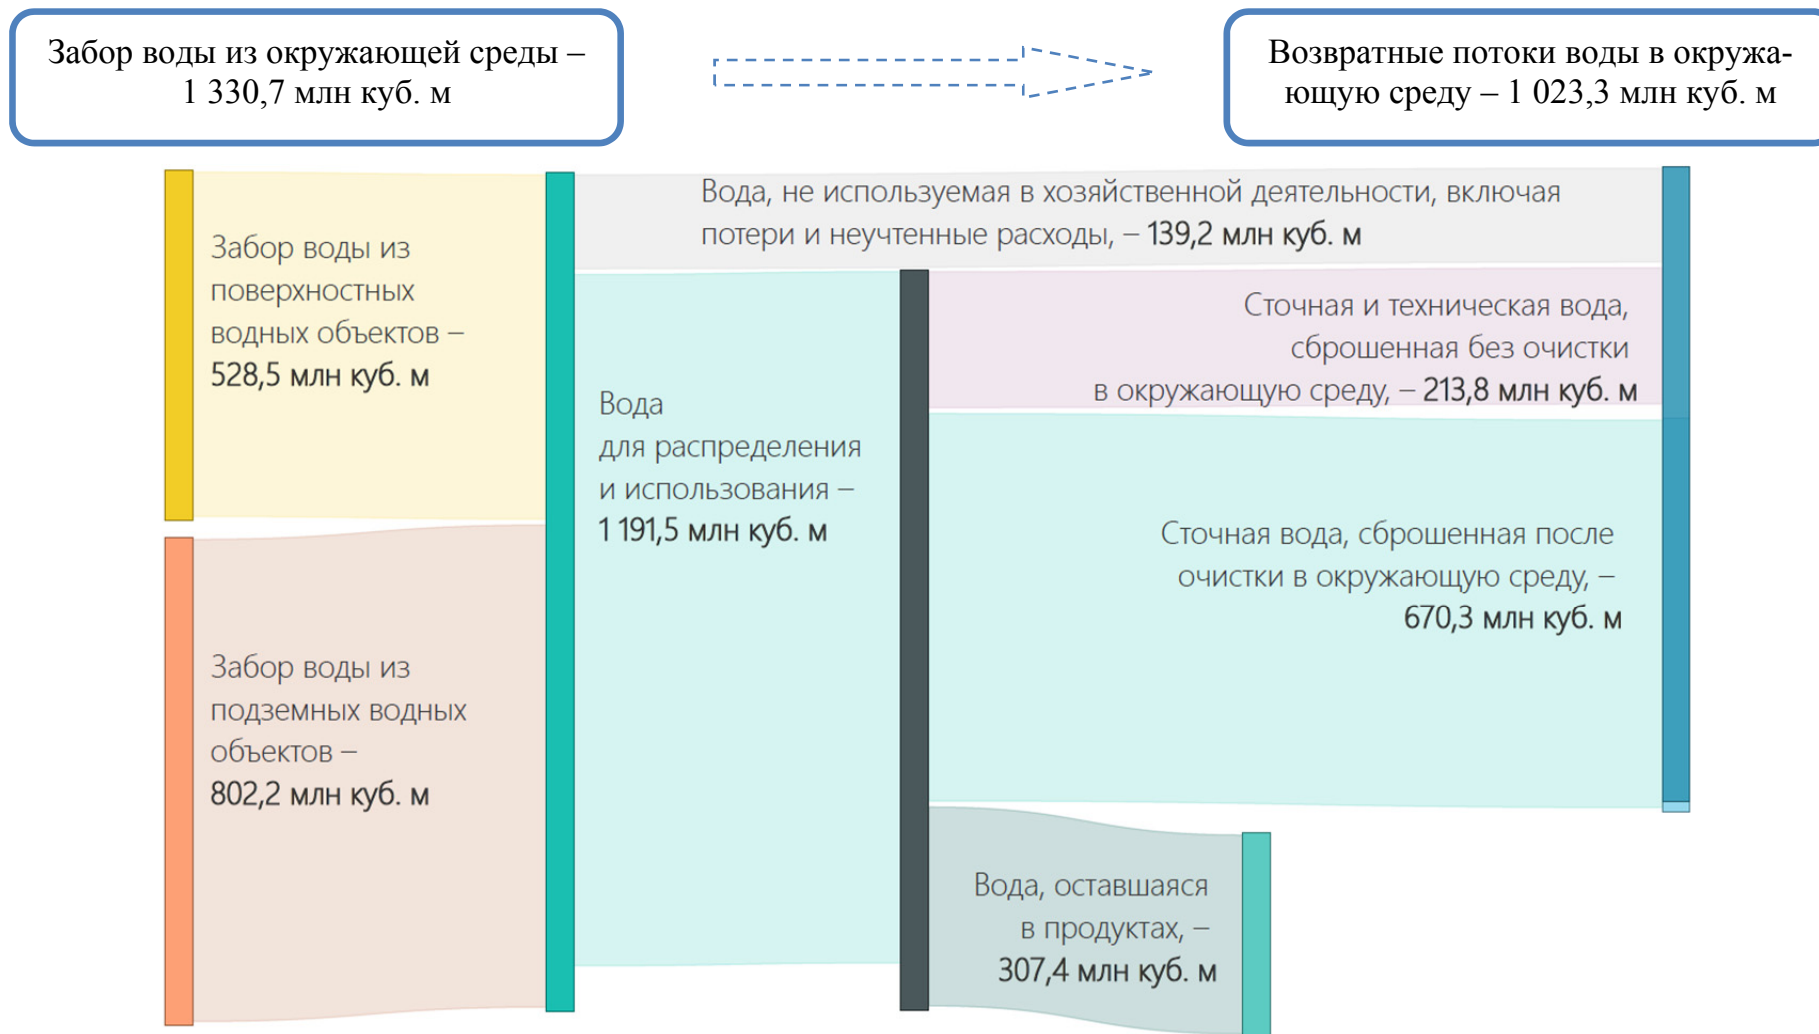 Забор воды из окружающей среды –
1 330,7 млн куб. м
Возвратные потоки воды в окружа-
ющую среду – 1 023,3 млн куб. м
Вода, не используемая в хозяйственной деятельности, включая
потери и неучтенные расходы, – 139,2 млн куб. м
Забор воды из
поверхностных
водных объектов –
528,5 млн куб. м
Сточная и техническая вода,
сброшенная без очистки
в окружающую среду, – 213,8 млн куб. м
Вода
для распределения
и использования –
1 191,5 млн куб. м
Сточная вода, сброшенная после
очистки в окружающую среду, –
670,3 млн куб. м
Забор воды из
подземных водных
объектов –
802,2 млн куб. м
Вода, оставшаяся
в продуктах, –
307,4 млн куб. м